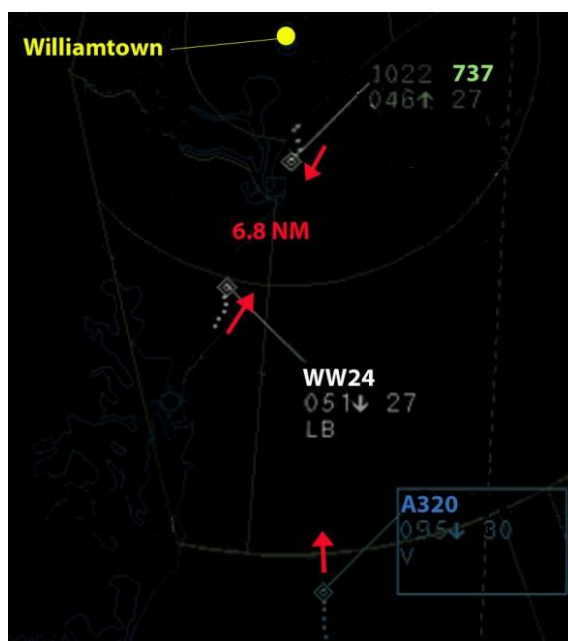 Williamtown
1022 737
046↑ 27
6.8 NM
WW24
051↓ 27
LB
A320
095↓ 30
V